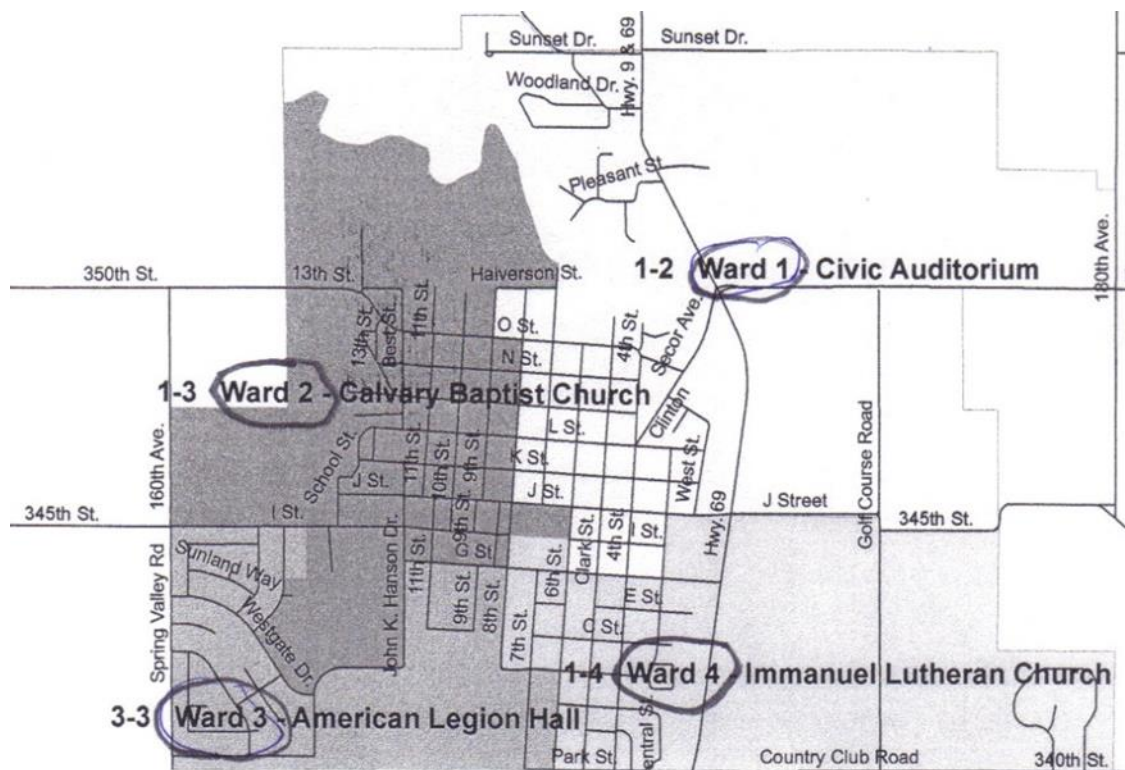 Sunset Dr.
Sunset Dr.
Woodland Dr.
Hwy. 9 & 69
Pleasant St
180th Ave.
350th St.
13th St.
Halverson St.
1-2 Ward 1 - Civic Auditorium
11th St.
O St.
4th St.
Secor Ave.
13th St.
Best St.
N St.
1-3 Ward 2 - Calvary Baptist Church
Clinton
L St.
160th Ave.
School St.
11th St.
10th St.
9th St.
K St.
West St.
Golf Course Road
J St.
J St.
J Street
345th St.
I St.
9th St.
Clark St.
4th St.
I St.
Hwy. 69
345th St.
Sunland Way
G St.
11th St.
6th St.
E St.
Spring Valley Rd
Westgate Dr.
John K. Hanson Dr.
9th St.
8th St.
7th St.
C St.
1-4 Ward 4 - Immanuel Lutheran Church
3-3 Ward 3 - American Legion Hall
Central St.
Park St.
Country Club Road
340th St.